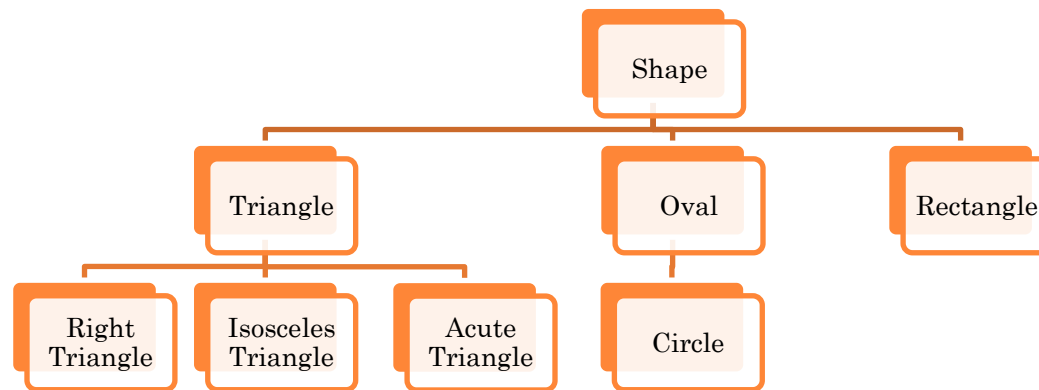 Shape
Triangle
Oval
Rectangle
Right
Triangle
Isosceles
Triangle
Acute
Triangle
Circle